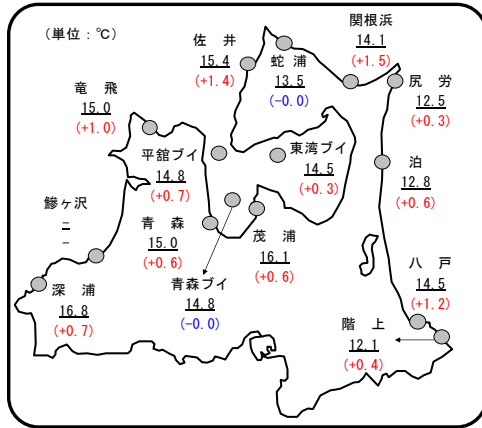 (単位：℃)
関根浜
14.1
(+1.5)
佐井
15.4
(+1.4)
蛇浦
13.5
(-0.0)
尻労
12.5
(+0.3)
竜飛
15.0
(+1.0)
平舘ブイ
14.8
(+0.7)
東湾ブイ
14.5
(+0.3)
泊
12.8
(+0.6)
鰺ヶ沢
－
－
青森
15.0
(+0.6)
茂浦
16.1
(+0.6)
八戸
14.5
(+1.2)
深浦
16.8
(+0.7)
青森ブイ
14.8
(-0.0)
階上
12.1
(+0.4)